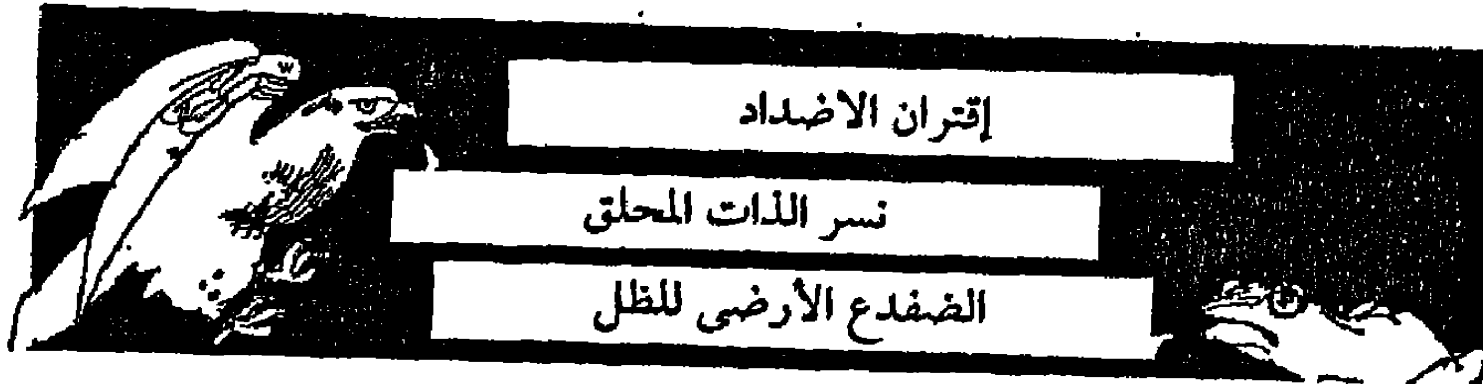 إقتران الاضداد
نسر الذات المحلق
الضفدع الأرضى للظل